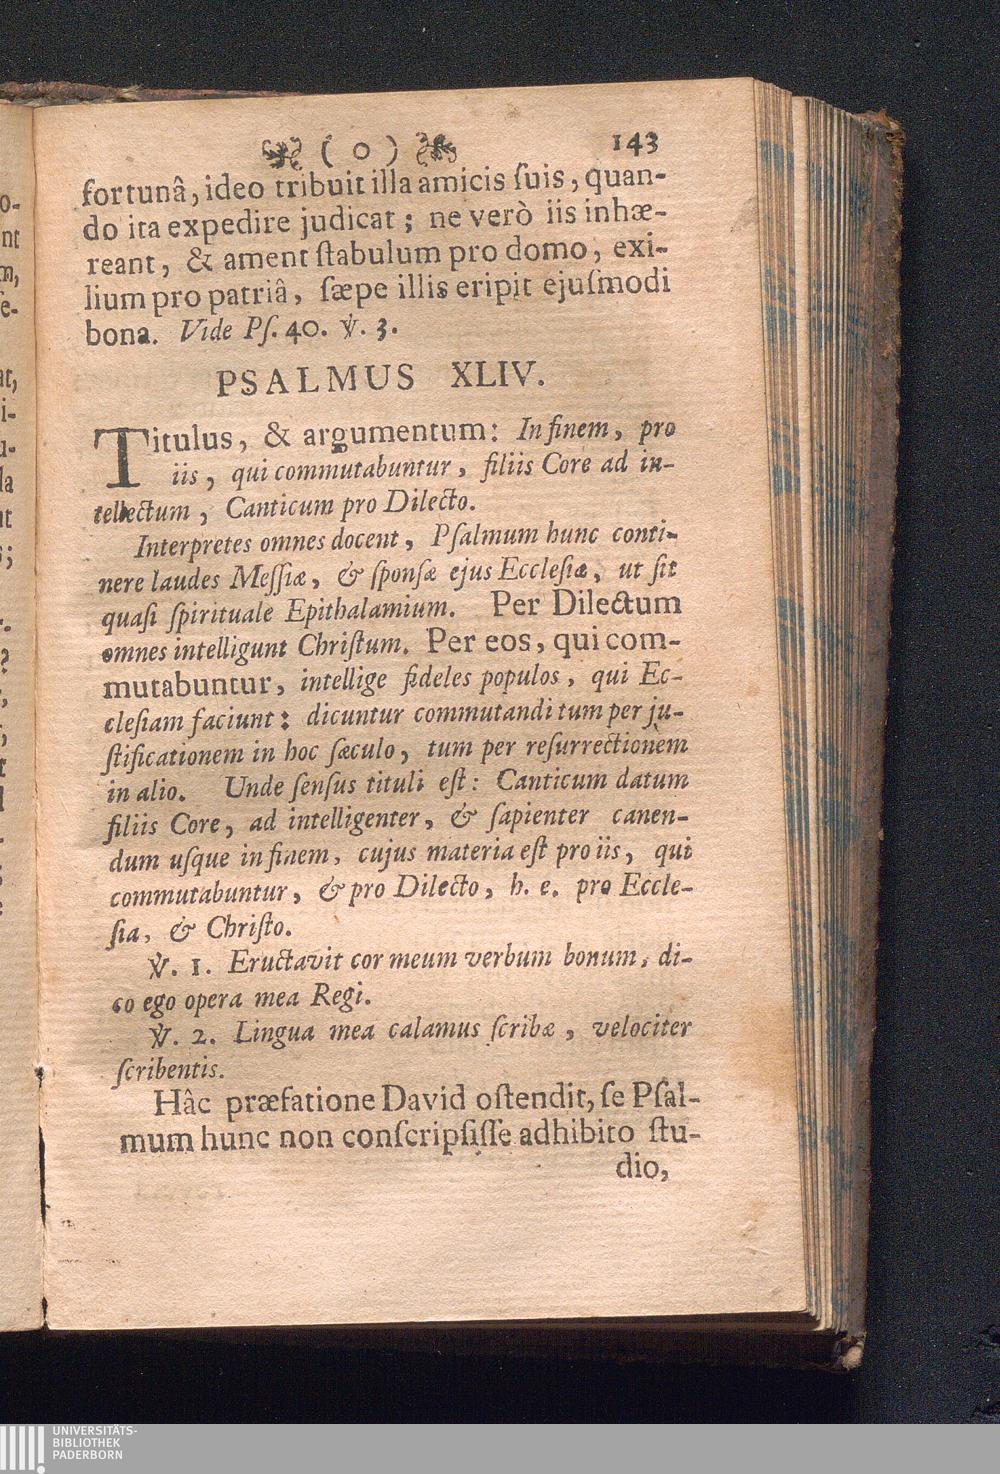 ( o ) 143
fortunâ, ideo tribuit illa amicis ſuis, quan-
do ita expedire judicat; ne verò iis inhæ-
reant, & ament ſtabulum pro domo, exi-
lium pro patriâ, ſæpe illis eripit ejuſmodi
bona. Vide Pſ. 40. ℣. 3.
PSALMUS XLIV.
Titulus, & argumentum: In finem, pro
iis, qui commutabuntur, filiis Core ad in-
tellectum, Canticum pro Dilecto.
Interpretes omnes docent, Pſalmum hunc conti-
nere laudes Meſſiæ, & ſponſæ ejus Eccleſiæ, ut ſit
quaſi ſpirituale Epithalamium. Per Dilectum
omnes intelligunt Chriſtum. Per eos, qui com-
mutabuntur, intellige fideles populos, qui Ec-
cleſiam faciunt: dicuntur commutandi tum per ju-
ſtificationem in hoc ſæculo, tum per reſurrectionem
in alio. Unde ſenſus tituli eſt: Canticum datum
filiis Core, ad intelligenter, & ſapienter canen-
dum uſque in finem, cujus materia eſt pro iis, qui
commutabuntur, & pro Dilecto, h. e. pro Eccle-
ſia, & Chriſto.
℣. 1. Eructavit cor meum verbum bonum, di-
co ego opera mea Regi.
℣. 2. Lingua mea calamus ſcribæ, velociter
ſcribentis.
Hâc præfatione David oſtendit, ſe Pſal-
mum hunc non conſcripſiſſe adhibito ſtu-
dio,
UNIVERSITÄTS-
BIBLIOTHEK
PADERBORN